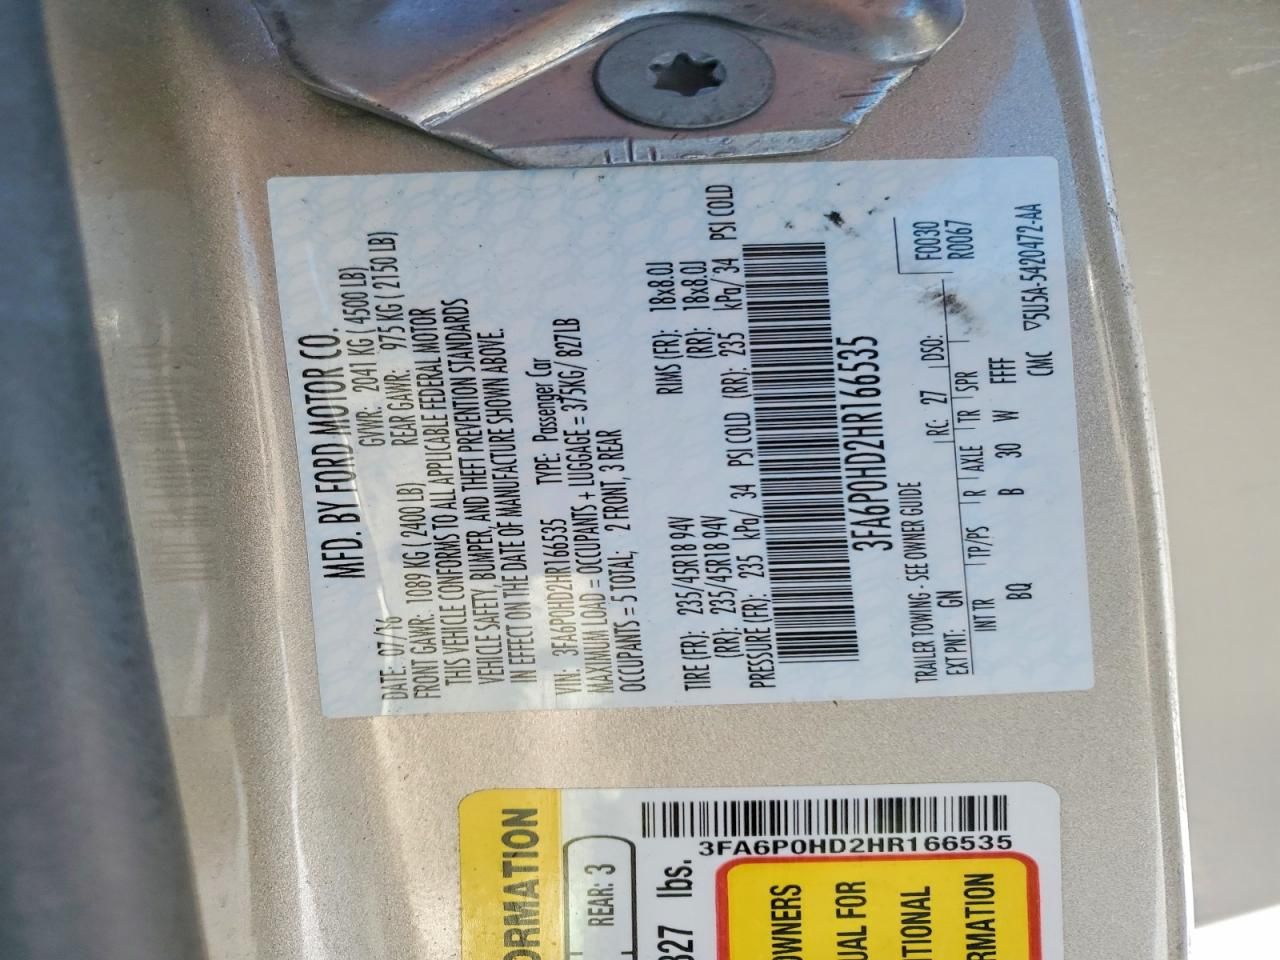 MFD. BY FORD MOTOR CO.
DATE: 07/16 GVWR: 2041 KG ( 4500 LB)
FRONT GAWR: 1089 KG ( 2400 LB) REAR GAWR: 975 KG ( 2150 LB)
THIS VEHICLE CONFORMS TO ALL APPLICABLE FEDERAL MOTOR
VEHICLE SAFETY, BUMPER, AND THEFT PREVENTION STANDARDS
IN EFFECT ON THE DATE OF MANUFACTURE SHOWN ABOVE.
VIN: 3FA6P0HD2HR166535 TYPE: Passenger Car
MAXIMUM LOAD = OCCUPANTS + LUGGAGE = 375KG/ 827LB
OCCUPANTS = 5 TOTAL; 2 FRONT, 3 REAR
TIRE (FR): 235/45R18 94V RIMS (FR): 18x8.0J
(RR): 235/45R18 94V (RR): 18x8.0J
PRESSURE (FR): 235 kPa/ 34 PSI COLD (RR): 235 kPa/ 34 PSI COLD
3FA6P0HD2HR166535
TRAILER TOWING - SEE OWNER GUIDE F0030
EXT PNT: GN RC: 27 DSO: R0067
INT TR TP/PS R AXLE TR SPR
BQ B 30 W FFFF
CMC ▽5U5A-5420472-AA
ORMATION
REAR: 3
827 lbs.
3FA6P0HD2HR166535
OWNERS
UAL FOR
ITIONAL
RMATION